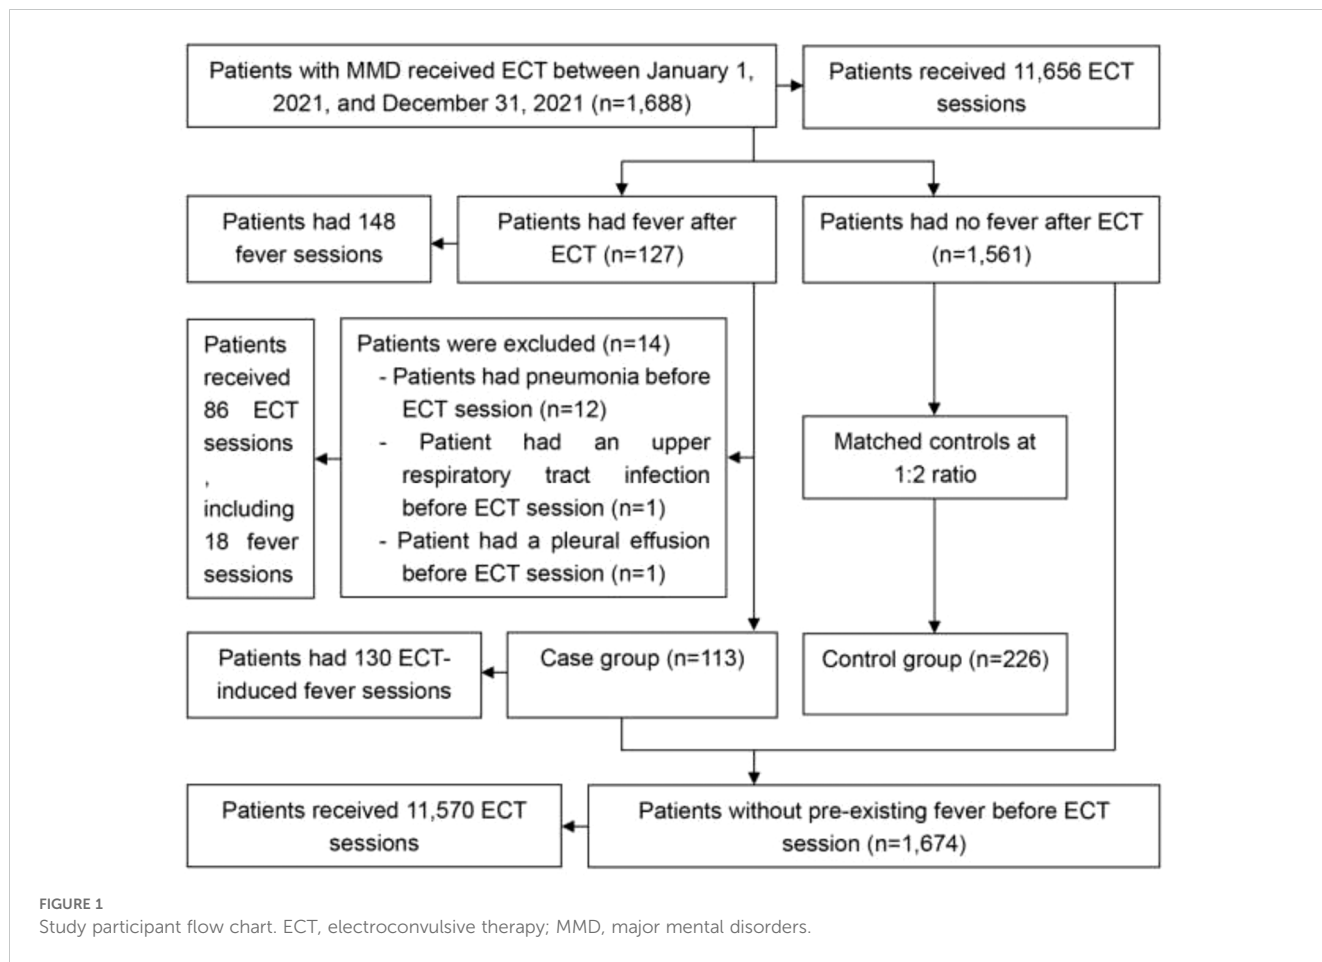 Patients with MMD received ECT between January 1,
2021, and December 31, 2021 (n=1,688)
Patients received 11,656 ECT
sessions
Patients had 148
fever sessions
Patients had fever after
ECT (n=127)
Patients had no fever after ECT
(n=1,561)
Patients
received
86 ECT
sessions
,
including
18 fever
sessions
Patients were excluded (n=14)
- Patients had pneumonia before
ECT session (n=12)
- Patient had an upper
respiratory tract infection
before ECT session (n=1)
- Patient had a pleural effusion
before ECT session (n=1)
Matched controls at
1:2 ratio
Patients had 130 ECT-
induced fever sessions
Case group (n=113)
Control group (n=226)
Patients received 11,570 ECT
sessions
Patients without pre-existing fever before ECT
session (n=1,674)
FIGURE 1
Study participant flow chart. ECT, electroconvulsive therapy; MMD, major mental disorders.